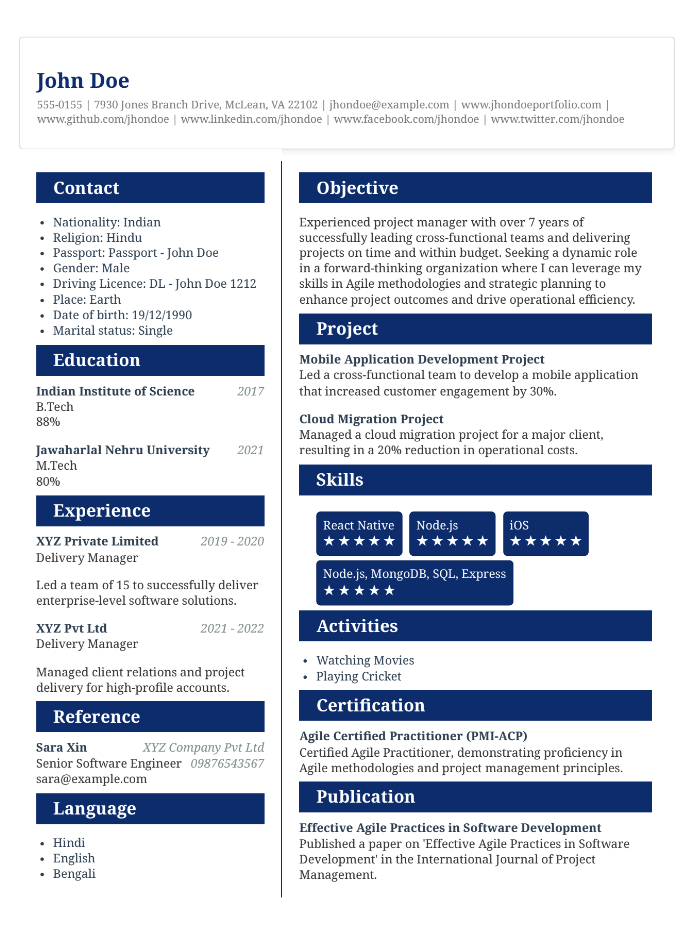 John Doe
555-0155 | 7930 Jones Branch Drive, McLean, VA 22102 | jhondoe@example.com | www.jhondoeportfolio.com |
www.github.com/jhondoe | www.linkedin.com/jhondoe | www.facebook.com/jhondoe | www.twitter.com/jhondoe
Contact
• Nationality: Indian
• Religion: Hindu
• Passport: Passport - John Doe
• Gender: Male
• Driving Licence: DL - John Doe 1212
• Place: Earth
• Date of birth: 19/12/1990
• Marital status: Single
Education
Indian Institute of Science 2017
B.Tech
88%
Jawaharlal Nehru University 2021
M.Tech
80%
Experience
XYZ Private Limited 2019 - 2020
Delivery Manager
Led a team of 15 to successfully deliver
enterprise-level software solutions.
XYZ Pvt Ltd 2021 - 2022
Delivery Manager
Managed client relations and project
delivery for high-profile accounts.
Reference
Sara Xin XYZ Company Pvt Ltd
Senior Software Engineer 09876543567
sara@example.com
Language
• Hindi
• English
• Bengali
Objective
Experienced project manager with over 7 years of
successfully leading cross-functional teams and delivering
projects on time and within budget. Seeking a dynamic role
in a forward-thinking organization where I can leverage my
skills in Agile methodologies and strategic planning to
enhance project outcomes and drive operational efficiency.
Project
Mobile Application Development Project
Led a cross-functional team to develop a mobile application
that increased customer engagement by 30%.
Cloud Migration Project
Managed a cloud migration project for a major client,
resulting in a 20% reduction in operational costs.
Skills
React Native
★★★★★
Node.js
★★★★★
iOS
★★★★★
Node.js, MongoDB, SQL, Express
★★★★★
Activities
• Watching Movies
• Playing Cricket
Certification
Agile Certified Practitioner (PMI-ACP)
Certified Agile Practitioner, demonstrating proficiency in
Agile methodologies and project management principles.
Publication
Effective Agile Practices in Software Development
Published a paper on 'Effective Agile Practices in Software
Development' in the International Journal of Project
Management.